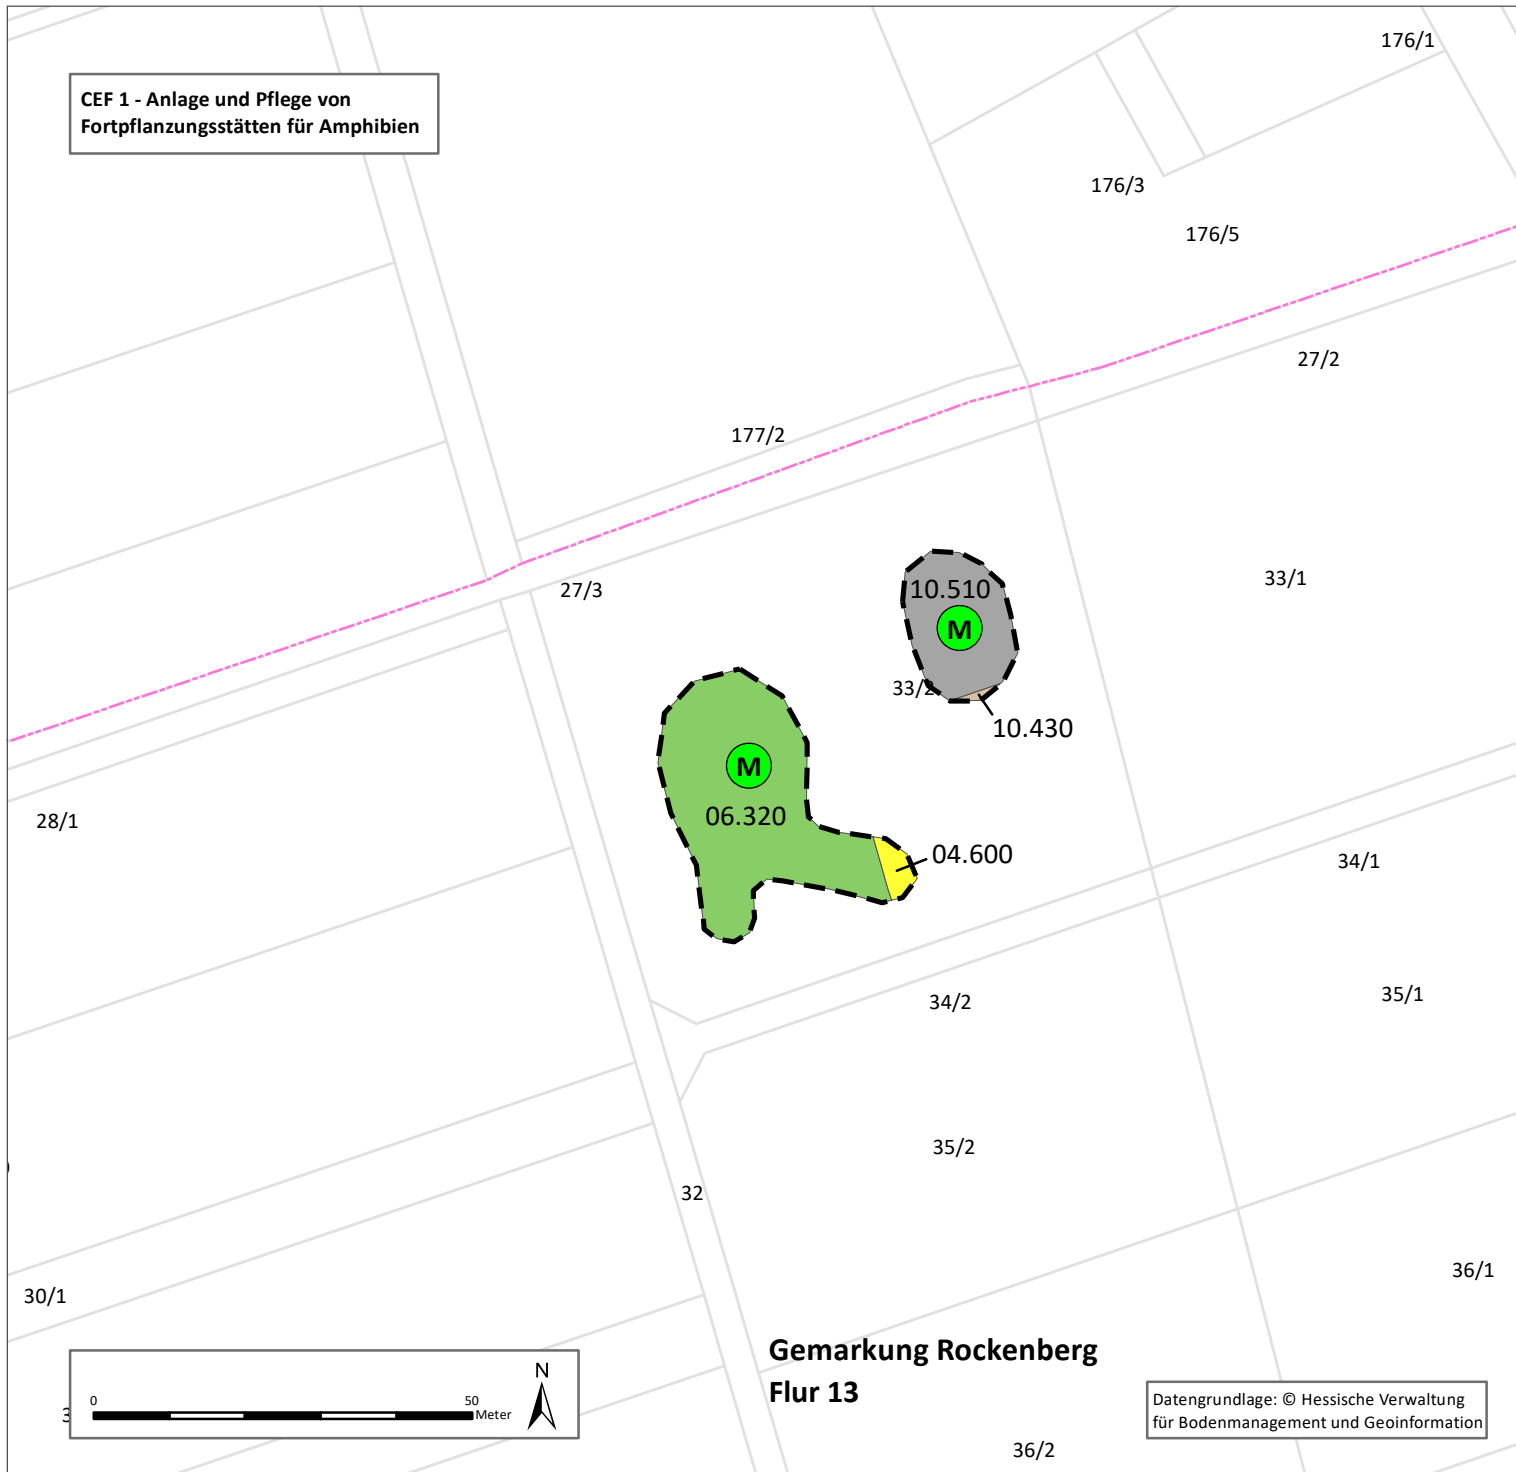 176/1
CEF 1 - Anlage und Pflege von
Fortpflanzungsstätten für Amphibien
176/3
176/5
27/2
177/2
27/3
10.510
33/1
M
33/2
10.430
M
06.320
28/1
04.600
34/1
34/2
35/1
35/2
32
36/1
30/1
Gemarkung Rockenberg
Flur 13
N
0
50
Meter
Datengrundlage: © Hessische Verwaltung
für Bodenmanagement und Geoinformation
36/2